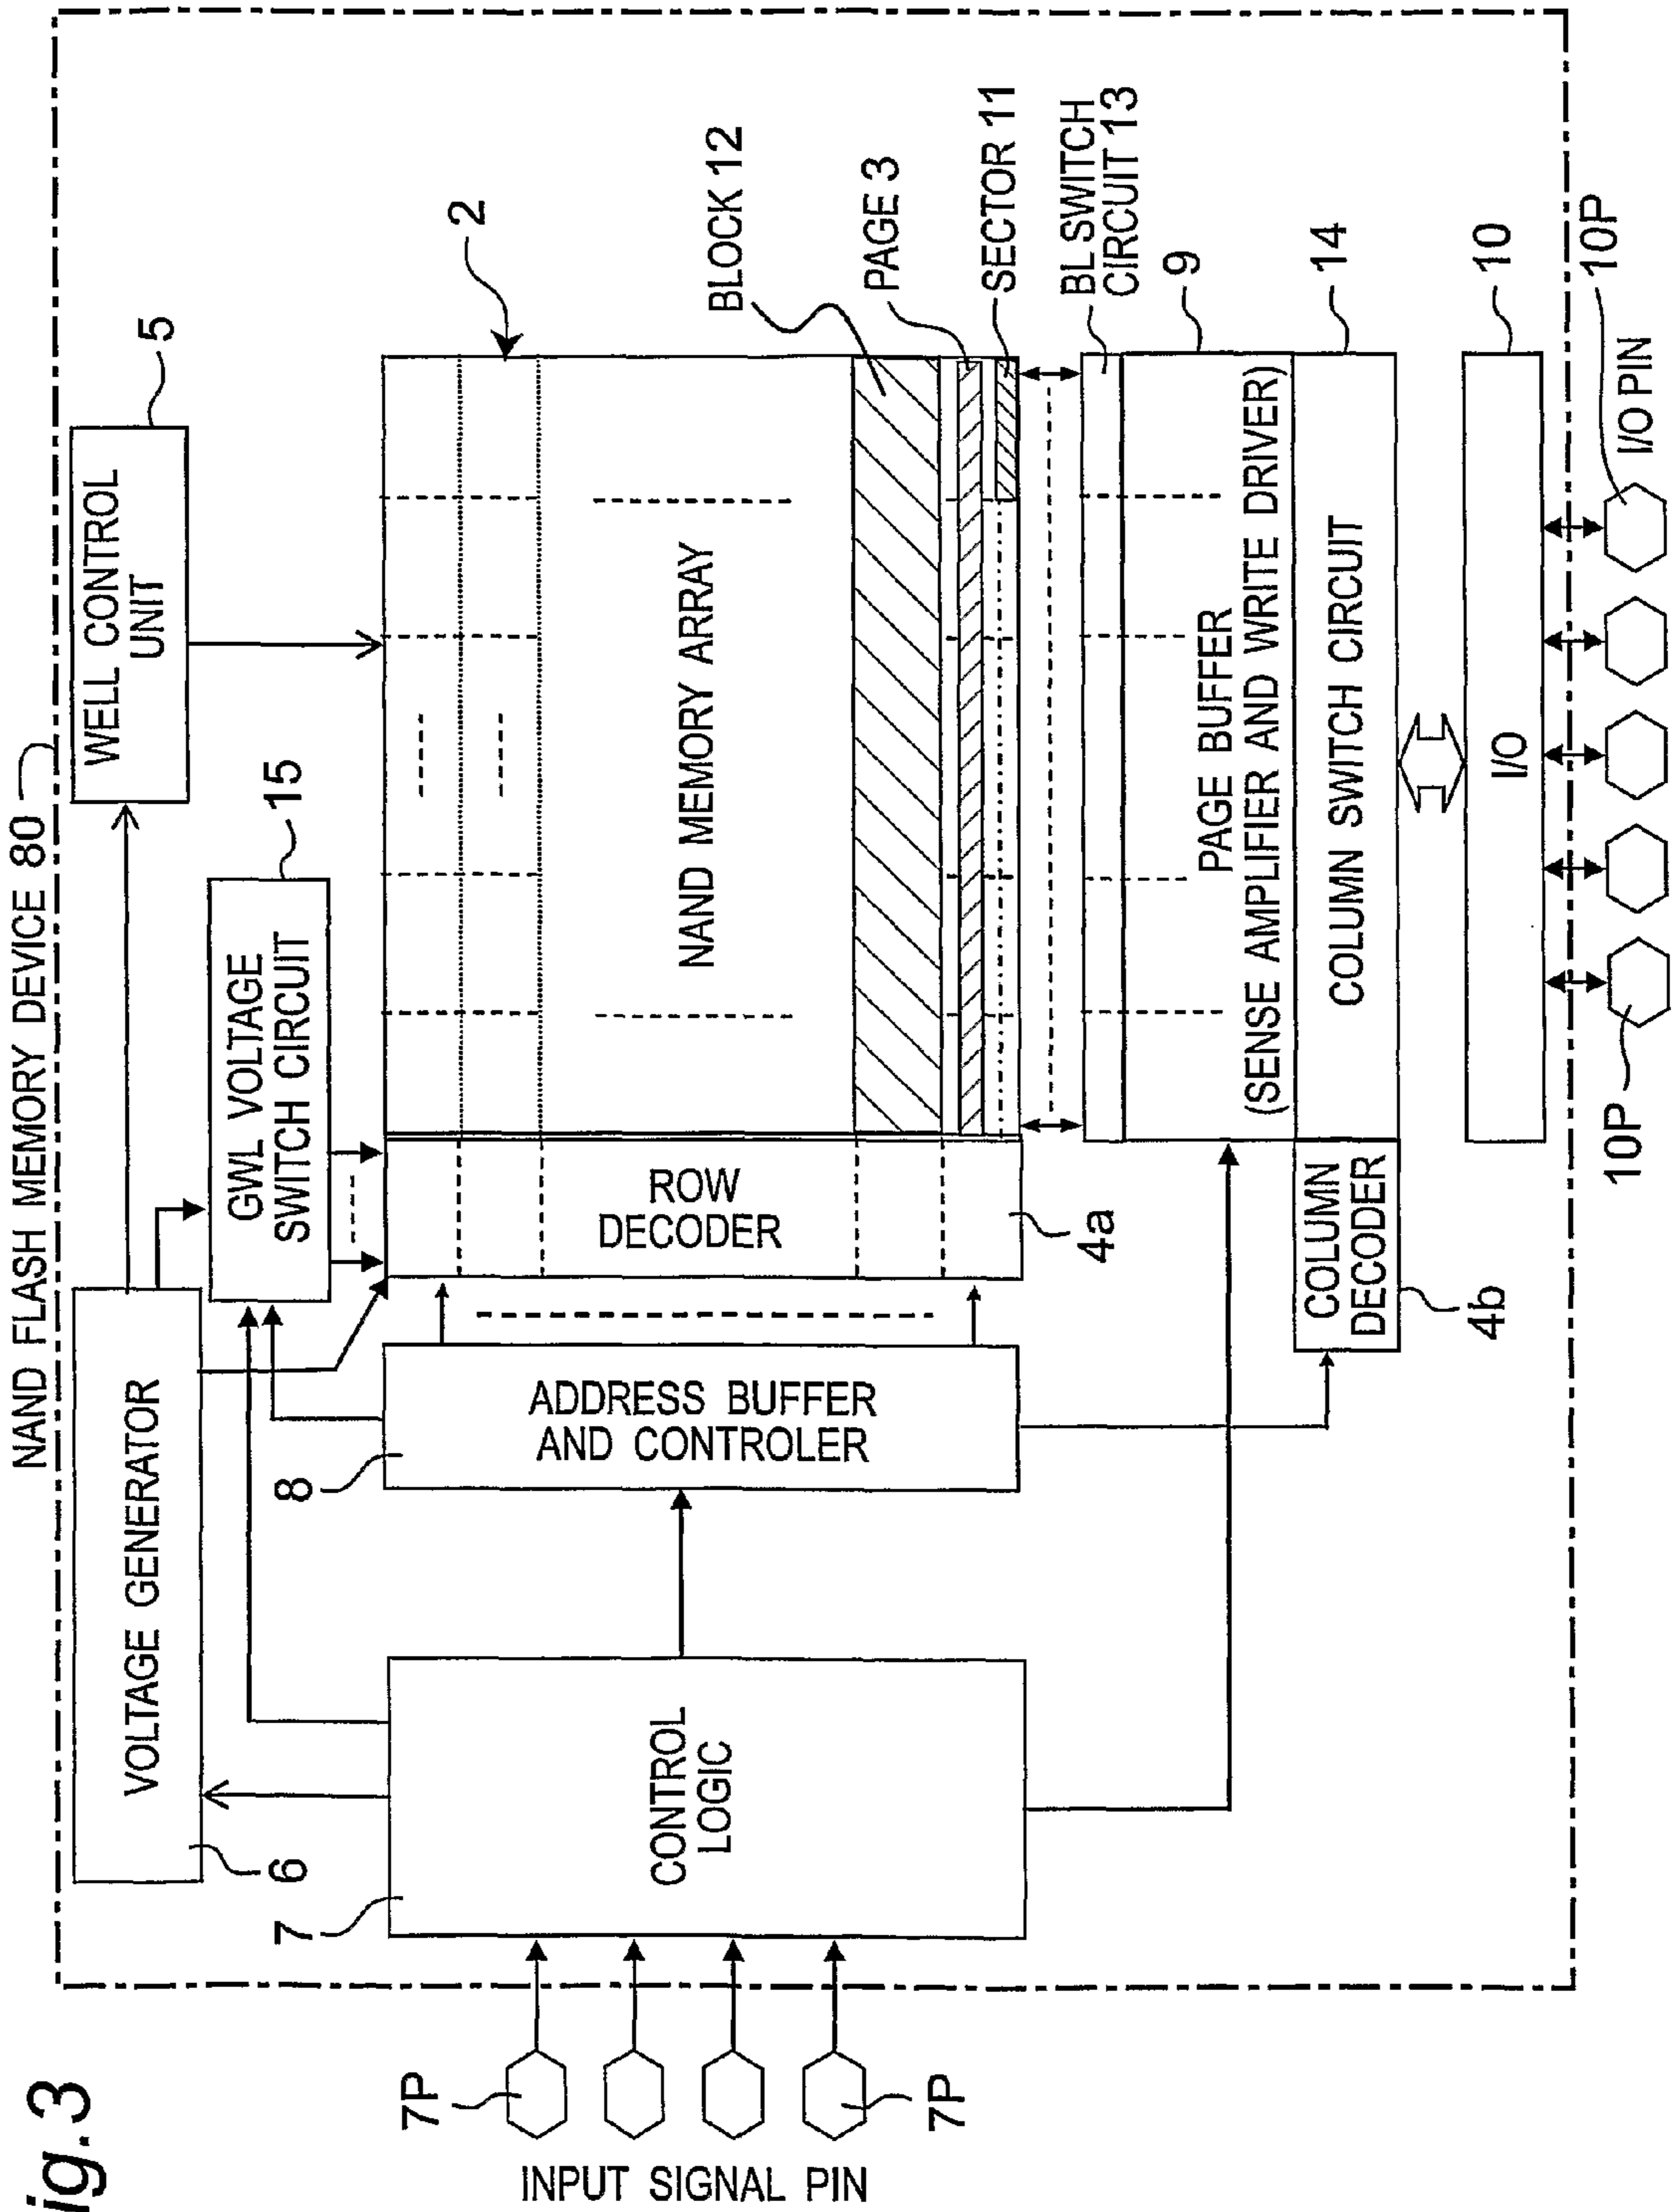 ig.3
NAND FLASH MEMORY DEVICE 80
VOLTAGE GENERATOR
6
WELL CONTROL
UNIT
5
GWL VOLTAGE
SWITCH CIRCUIT
15
2
INPUT SIGNAL PIN
7P
7P
CONTROL
LOGIC
7
ADDRESS BUFFER
AND CONTROLER
8
ROW
DECODER
4a
NAND MEMORY ARRAY
BLOCK 12
PAGE 3
SECTOR 11
BL SWITCH
CIRCUIT 13
PAGE BUFFER
(SENSE AMPLIFIER AND WRITE DRIVER)
9
COLUMN
DECODER
4b
COLUMN SWITCH CIRCUIT
14
I/O
10
10P
10P
I/O PIN